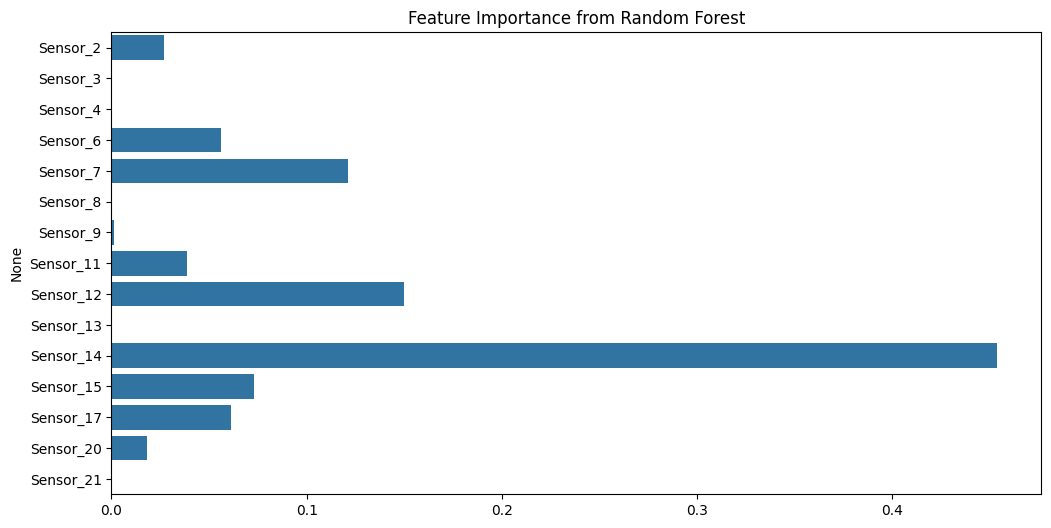 Feature Importance from Random Forest
None
Sensor_2
Sensor_3
Sensor_4
Sensor_6
Sensor_7
Sensor_8
Sensor_9
Sensor_11
Sensor_12
Sensor_13
Sensor_14
Sensor_15
Sensor_17
Sensor_20
Sensor_21
0.0 0.1 0.2 0.3 0.4